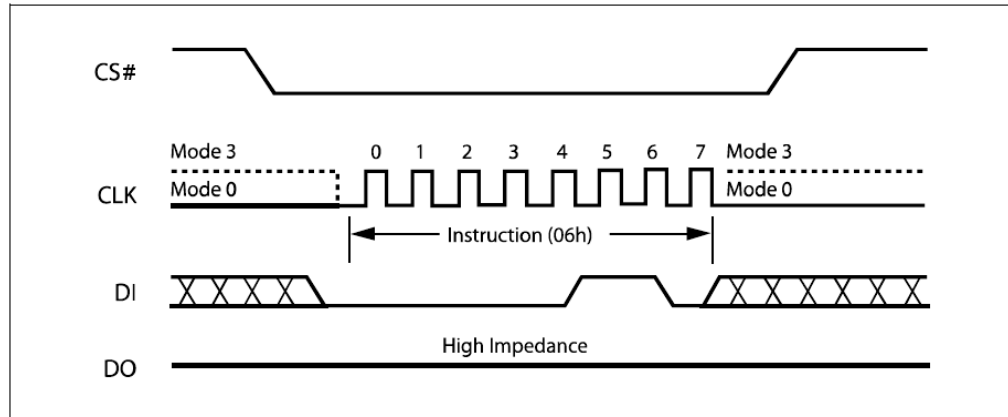 CS#
Mode 3
0 1 2 3 4 5 6 7
Mode 3
CLK
Mode 0
Mode 0
Instruction (06h)
DI
High Impedance
DO